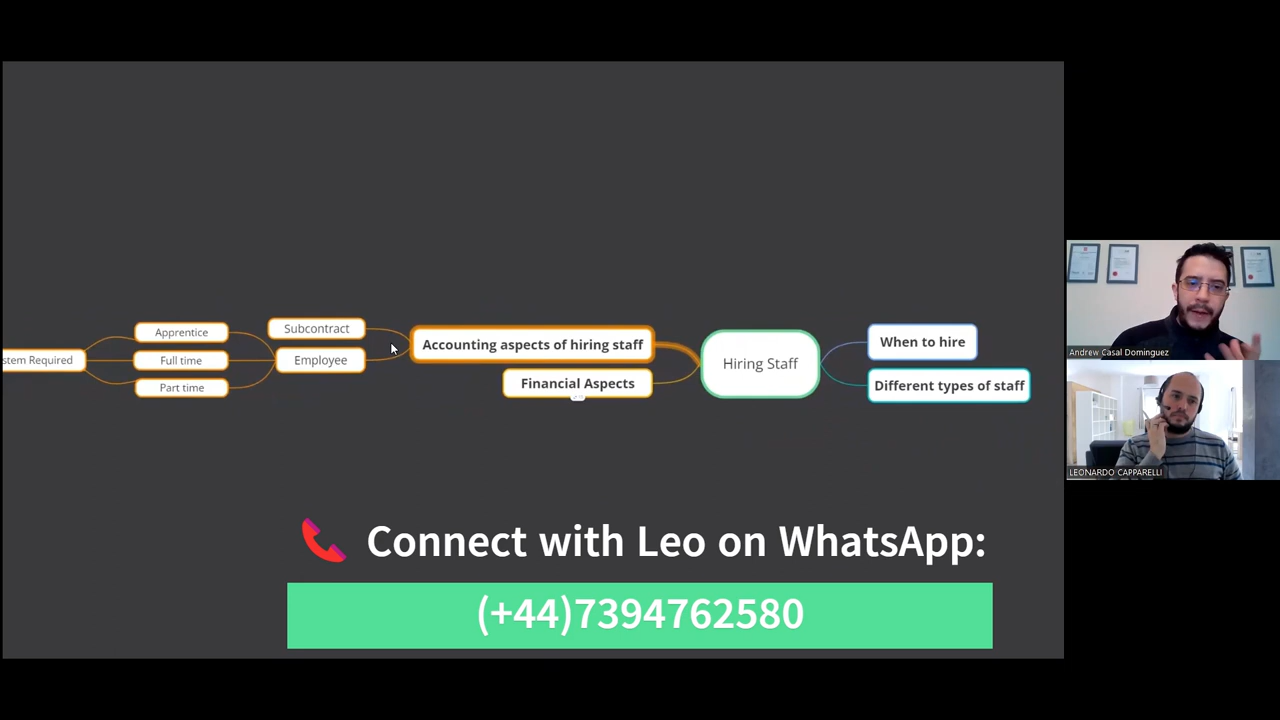 Apprentice
Subcontract
stem Required
Full time
Employee
Part time
Accounting aspects of hiring staff
Financial Aspects
Hiring Staff
When to hire
Different types of staff
Connect with Leo on WhatsApp:
(+44)7394762580
Andrew Casal Dominguez
LEONARDO CAPPARELLI